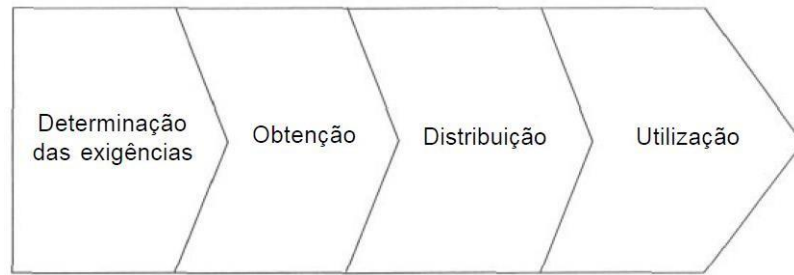 Determinação
das exigências
Obtenção
Distribuição
Utilização